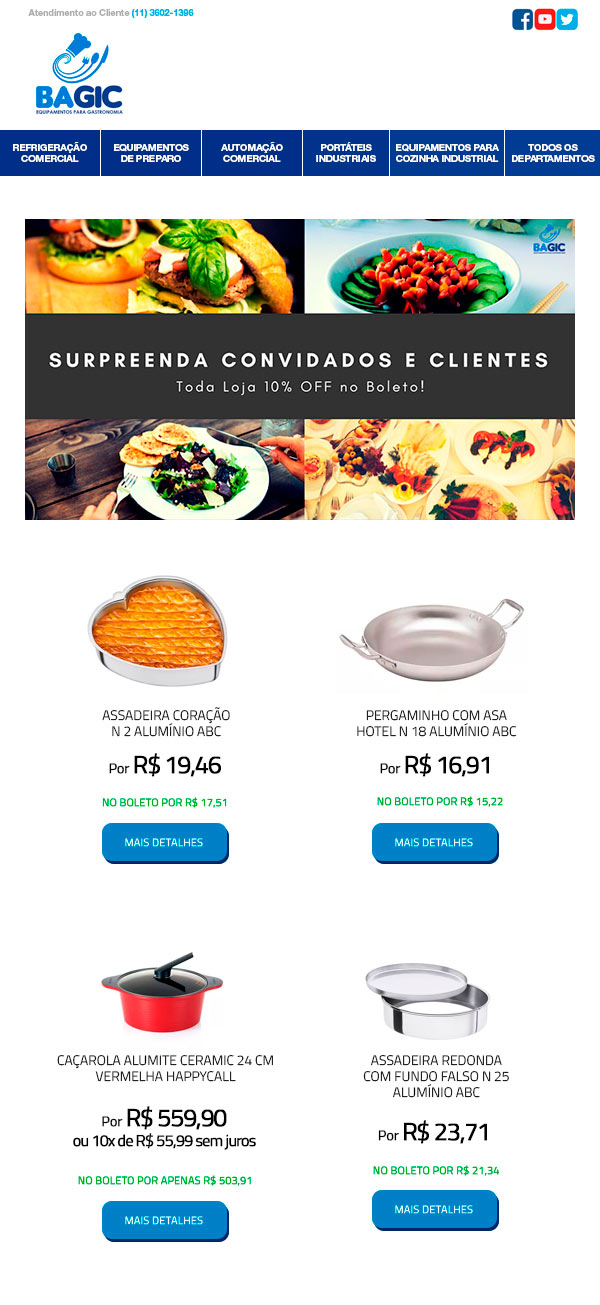 Atendimento ao Cliente (11) 3602-1396
BAGIC
EQUIPAMENTOS PARA GASTRONOMIA
REFRIGERAÇÃO
COMERCIAL
EQUIPAMENTOS
DE PREPARO
AUTOMAÇÃO
COMERCIAL
PORTÁTEIS
INDUSTRIAIS
EQUIPAMENTOS PARA
COZINHA INDUSTRIAL
TODOS OS
DEPARTAMENTOS
BAGIC
SURPREENDA CONVIDADOS E CLIENTES
Toda Loja 10% OFF no Boleto!
ASSADEIRA CORAÇÃO
N 2 ALUMÍNIO ABC
Por R$ 19,46
NO BOLETO POR R$ 17,51
MAIS DETALHES
PERGAMINHO COM ASA
HOTEL N 18 ALUMÍNIO ABC
Por R$ 16,91
NO BOLETO POR R$ 15,22
MAIS DETALHES
CAÇAROLA ALUMITE CERAMIC 24 CM
VERMELHA HAPPYCALL
Por R$ 559,90
ou 10x de R$ 55,99 sem juros
NO BOLETO POR APENAS R$ 503,91
MAIS DETALHES
ASSADEIRA REDONDA
COM FUNDO FALSO N 25
ALUMÍNIO ABC
Por R$ 23,71
NO BOLETO POR R$ 21,34
MAIS DETALHES